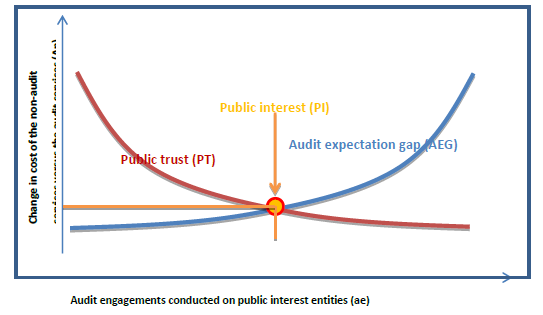 Public interest (PI)
Audit expectation gap (AEG)
Public trust (PT)
Change in cost of the non-audit
services versus the audit services (Δp)
Audit engagements conducted on public interest entities (ae)